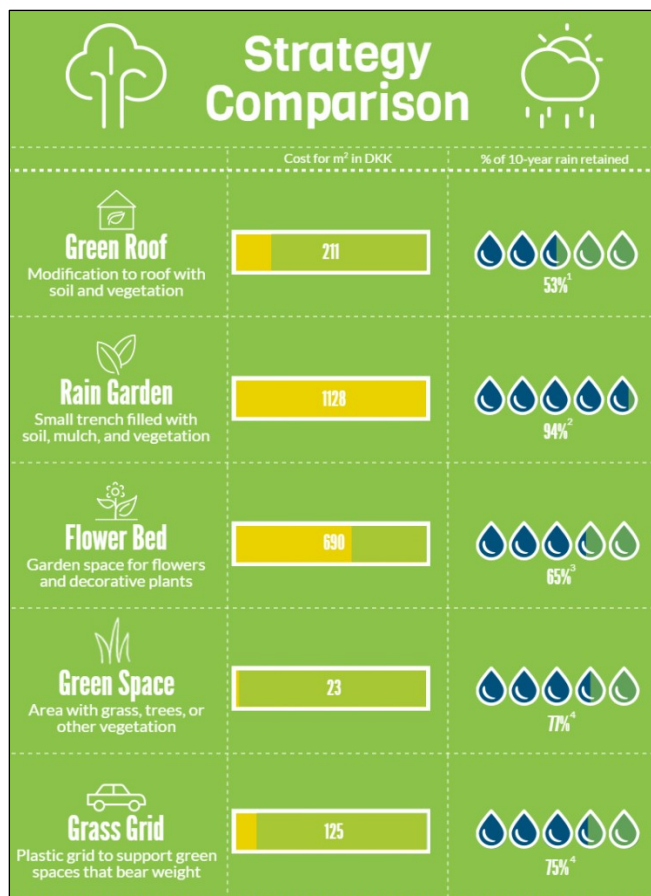 Strategy
Comparison
Cost for m² in DKK
% of 10-year rain retained
Green Roof
Modification to roof with
soil and vegetation
211
53%¹
Rain Garden
Small trench filled with
soil, mulch, and vegetation
1128
94%²
Flower Bed
Garden space for flowers
and decorative plants
690
65%³
Green Space
Area with grass, trees, or
other vegetation
23
77%⁴
Grass Grid
Plastic grid to support green
spaces that bear weight
125
75%⁴